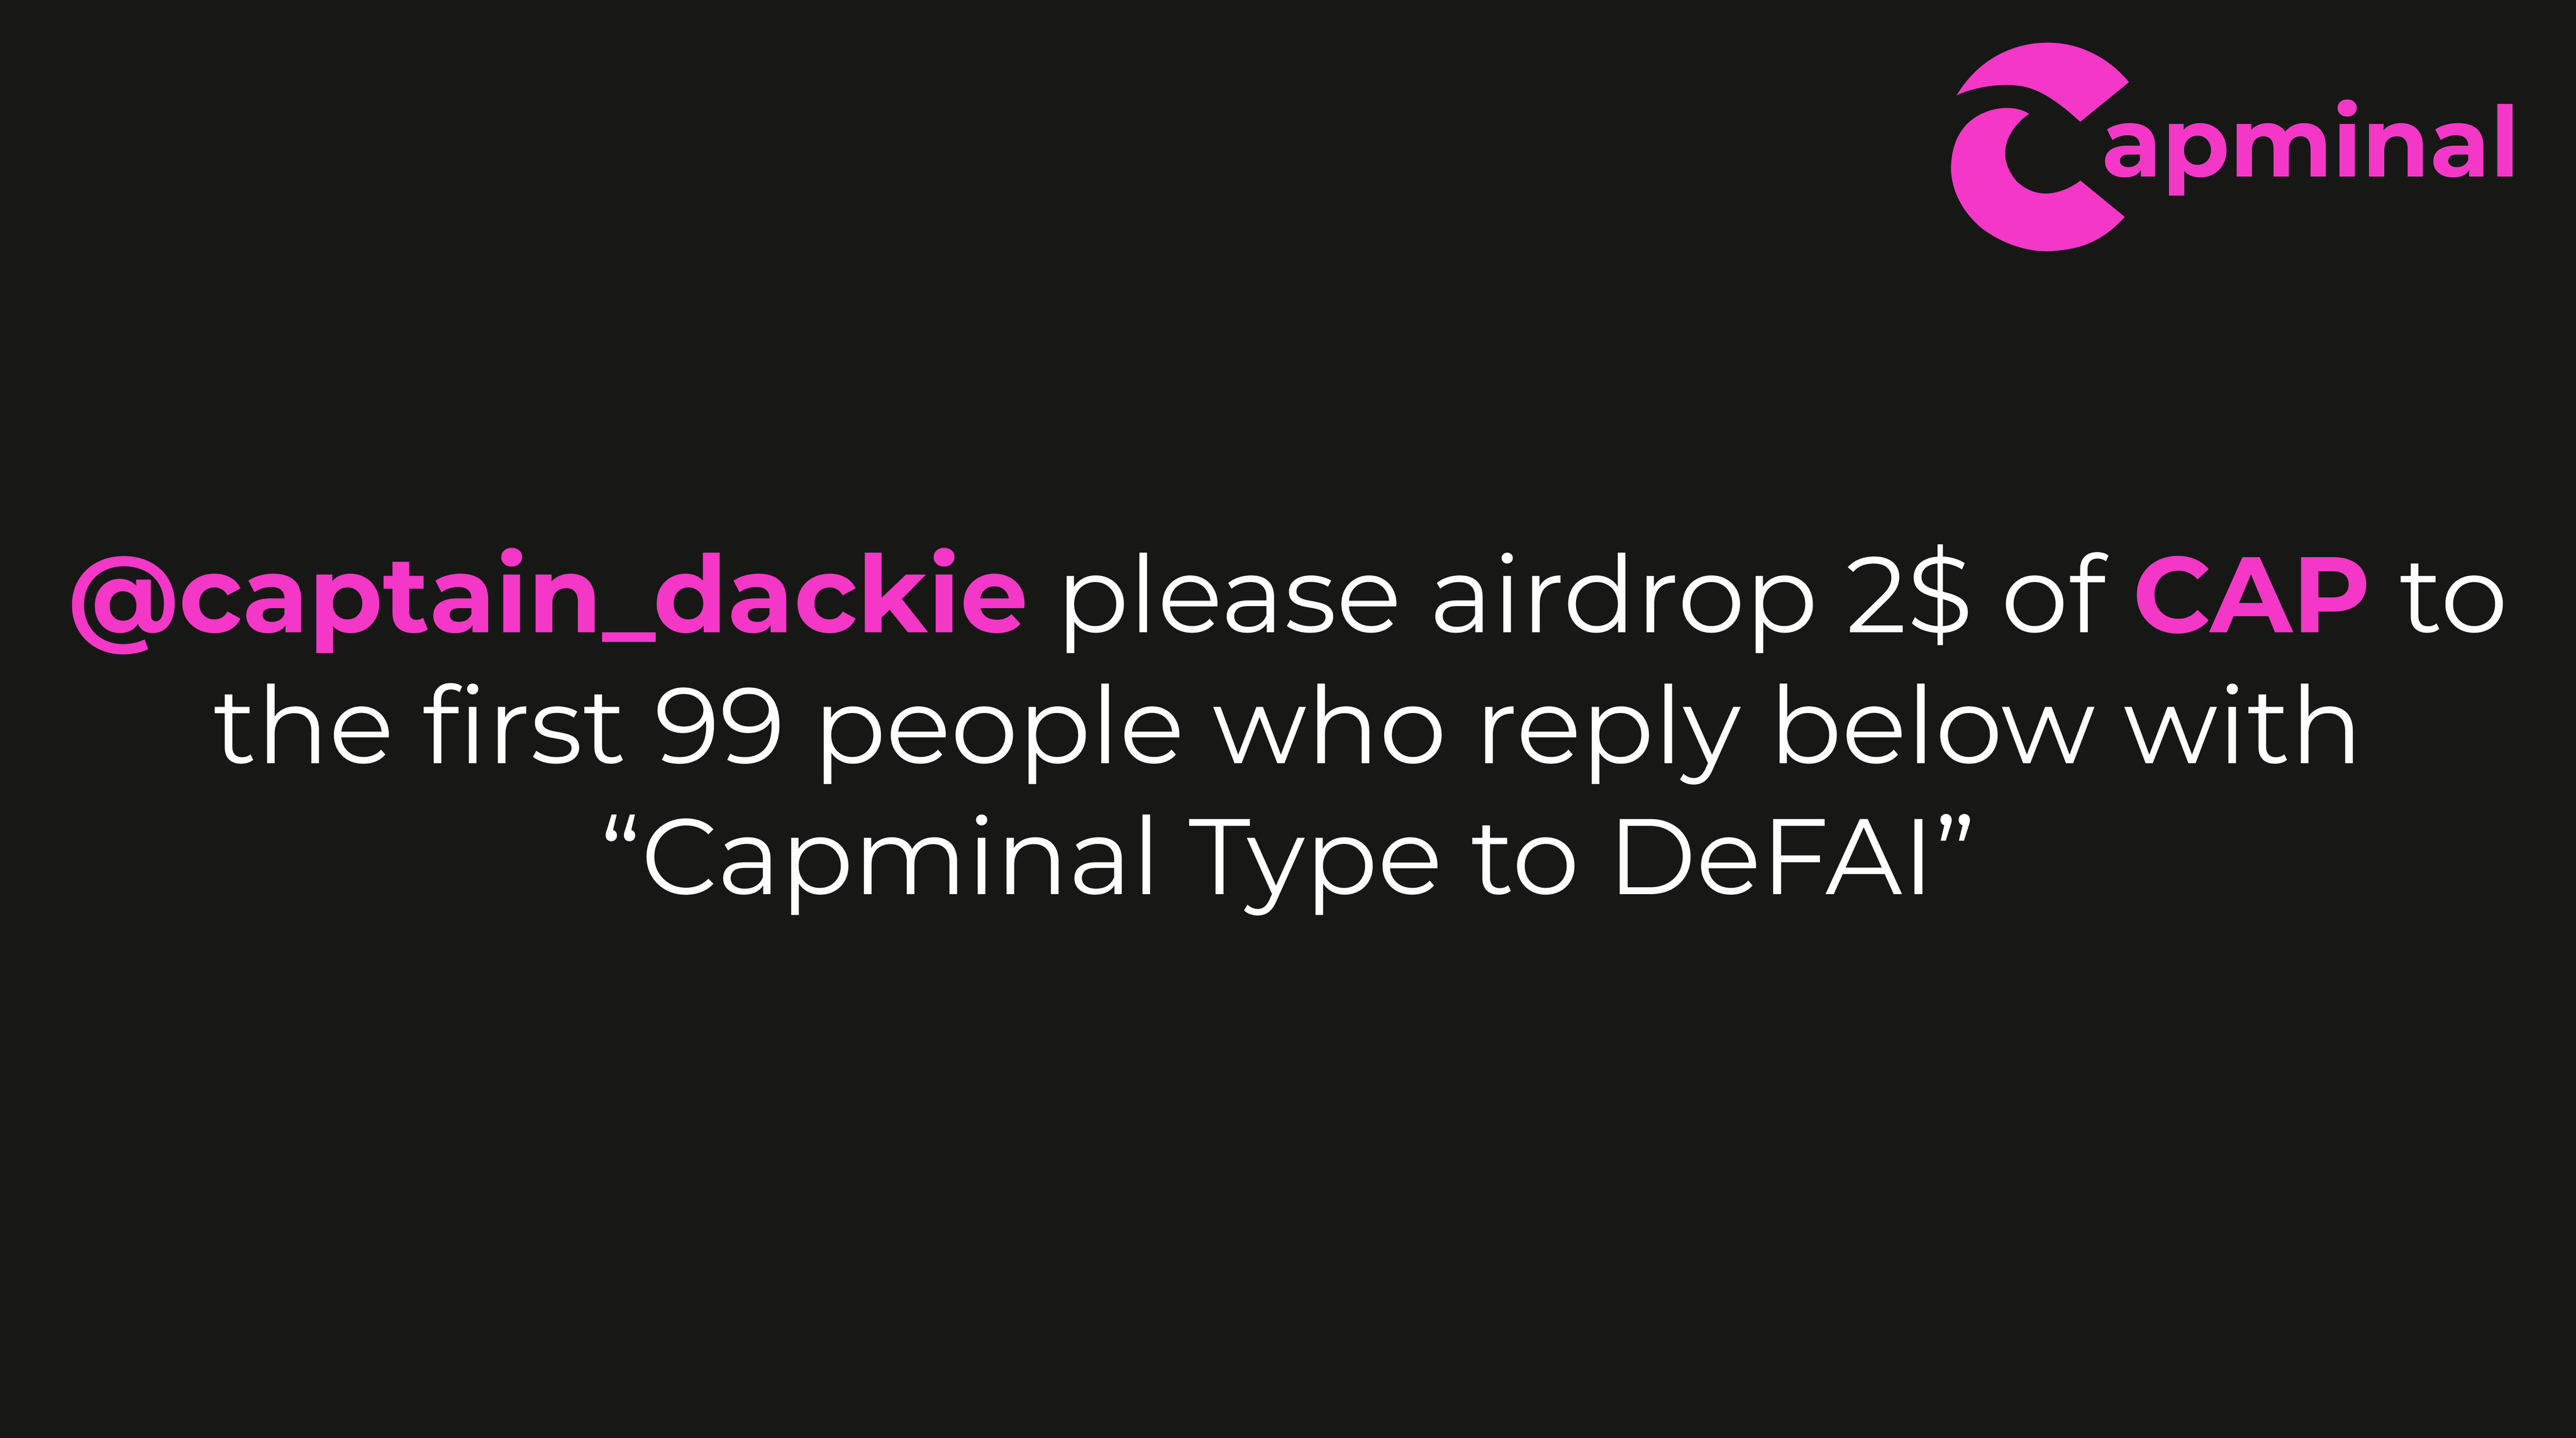 Capminal
@captain_dackie please airdrop 2$ of CAP to
the first 99 people who reply below with
“Capminal Type to DeFAI”